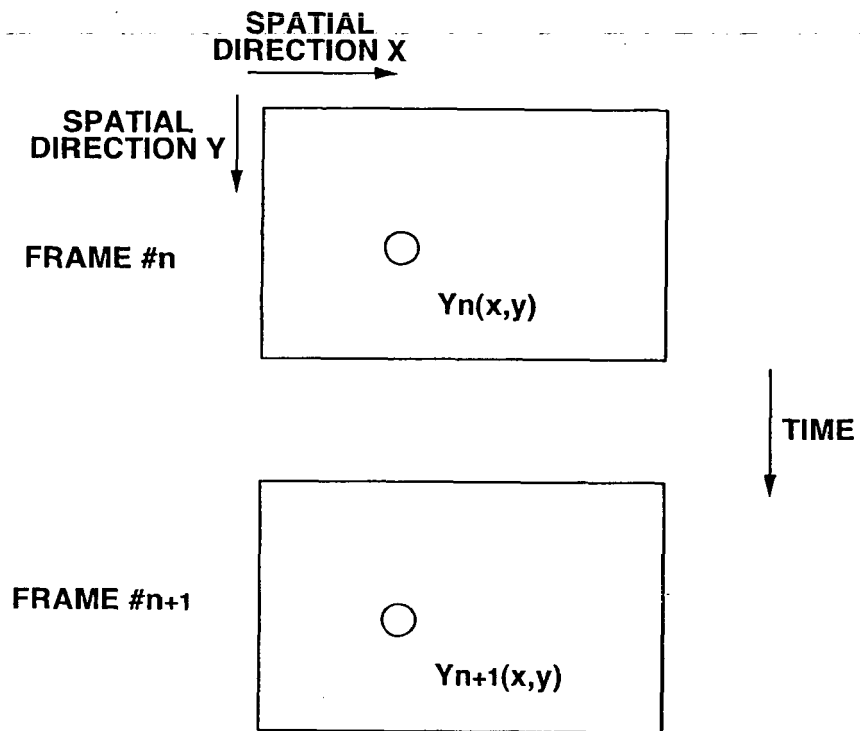 SPATIAL
DIRECTION X
SPATIAL
DIRECTION Y
FRAME #n
Yn(x,y)
TIME
FRAME #n+1
Yn+1(x,y)